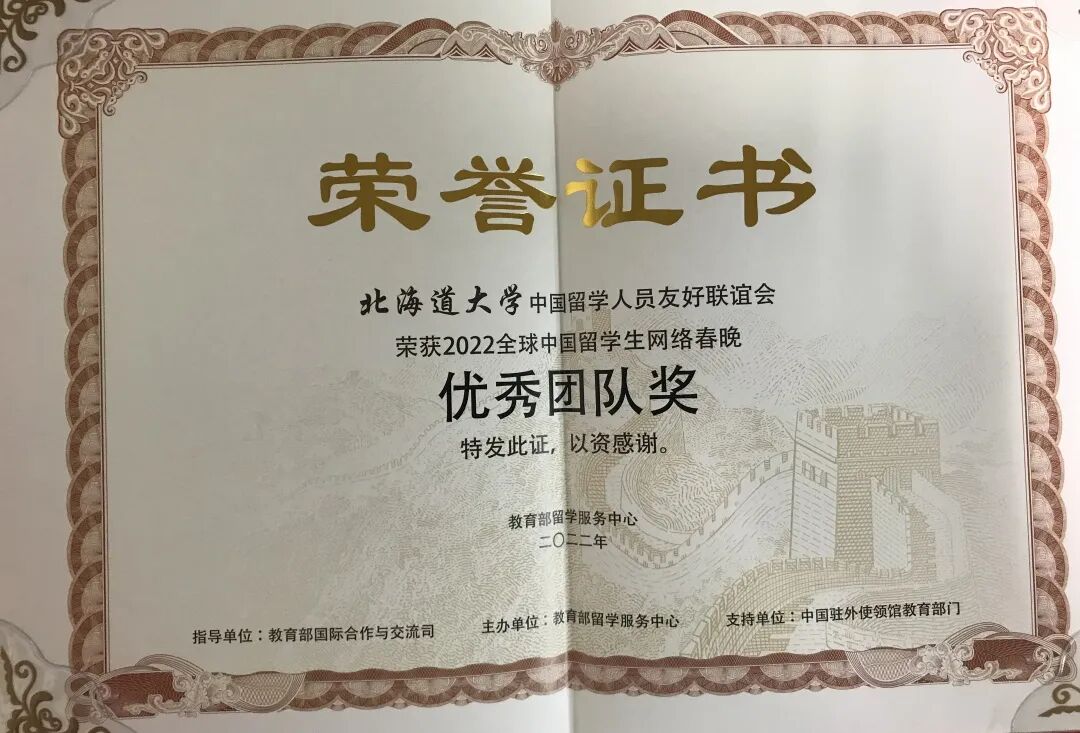 荣誉证书
北海道大学中国留学人员友好联谊会
荣获2022全球中国留学生网络春晚
优秀团队奖
特发此证，以资感谢。
教育部留学服务中心
二〇二二年
指导单位：教育部国际合作与交流司 主办单位：教育部留学服务中心 支持单位：中国驻外使领馆教育部门